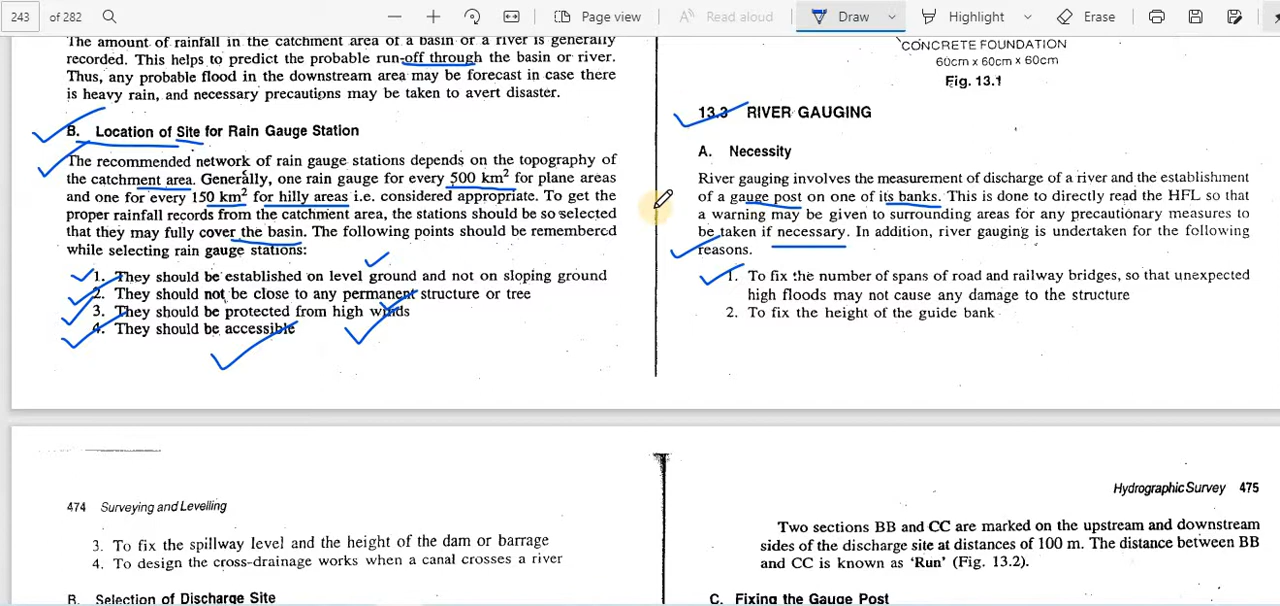 243 of 282 Page view Read aloud Draw Highlight Erase
The amount of rainfall in the catchment area of a basin or a river is generally
recorded. This helps to predict the probable run-off through the basin or river.
Thus, any probable flood in the downstream area may be forecast in case there
is heavy rain, and necessary precautions may be taken to avert disaster.
B. Location of Site for Rain Gauge Station
The recommended network of rain gauge stations depends on the topography of
the catchment area. Generally, one rain gauge for every 500 km² for plane areas
and one for every 150 km² for hilly areas i.e. considered appropriate. To get the
proper rainfall records from the catchment area, the stations should be so selected
that they may fully cover the basin. The following points should be remembered
while selecting rain gauge stations:
1. They should be established on level ground and not on sloping ground
2. They should not be close to any permanent structure or tree
3. They should be protected from high winds
4. They should be accessible
CONCRETE FOUNDATION
60cm x 60cm x 60cm
Fig. 13.1
13.3 RIVER GAUGING
A. Necessity
River gauging involves the measurement of discharge of a river and the establishment
of a gauge post on one of its banks. This is done to directly read the HFL so that
a warning may be given to surrounding areas for any precautionary measures to
be taken if necessary. In addition, river gauging is undertaken for the following
reasons.
1. To fix the number of spans of road and railway bridges, so that unexpected
high floods may not cause any damage to the structure
2. To fix the height of the guide bank
474 Surveying and Levelling
3. To fix the spillway level and the height of the dam or barrage
4. To design the cross-drainage works when a canal crosses a river
B. Selection of Discharge Site
Hydrographic Survey 475
Two sections BB and CC are marked on the upstream and downstream
sides of the discharge site at distances of 100 m. The distance between BB
and CC is known as 'Run' (Fig. 13.2).
C. Fixing the Gauge Post